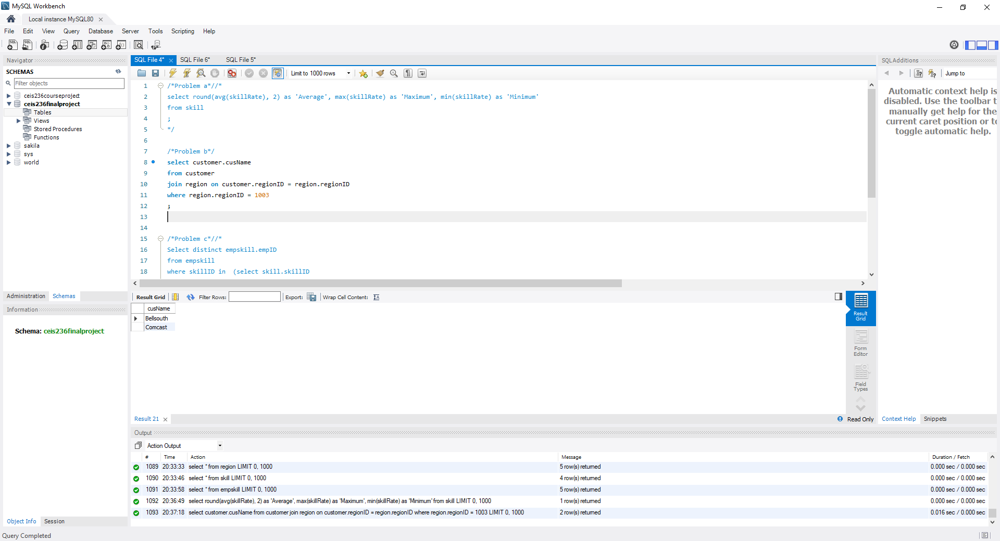 MySQL Workbench
Local instance MySQL80
File Edit View Query Database Server Tools Scripting Help
Navigator
SCHEMAS
Filter objects
ceis236courseproject
ceis236finalproject
Tables
Views
Stored Procedures
Functions
sakila
sys
world
Administration Schemas
Information
Schema: ceis236finalproject
Object Info Session
Query Completed
SQL File 4* SQL File 6* SQL File 5*
Limit to 1000 rows
1 /*Problem a*//*
2 select round(avg(skillRate), 2) as 'Average', max(skillRate) as 'Maximum', min(skillRate) as 'Minimum'
3 from skill
4 ;
5 */
6
7 /*Problem b*/
8 select customer.cusName
9 from customer
10 join region on customer.regionID = region.regionID
11 where region.regionID = 1003
12 ;
13
14
15 /*Problem c*//*
16 Select distinct empskill.empID
17 from empskill
18 where skillID in  (select skill.skillID
Result Grid Filter Rows: Export: Wrap Cell Content:
cusName
Bellsouth
Comcast
Result Grid
Form Editor
Field Types
Result 21
Read Only
SQLAdditions
Jump to
Automatic context help is
disabled. Use the toolbar t
manually get help for the
current caret position or to
toggle automatic help.
Context Help Snippets
Output
Action Output
# Time Action Message Duration / Fetch
1089 20:33:33 select * from region LIMIT 0, 1000 5 row(s) returned 0.000 sec / 0.000 sec
1090 20:33:46 select * from skill LIMIT 0, 1000 4 row(s) returned 0.000 sec / 0.000 sec
1091 20:33:58 select * from empskill LIMIT 0, 1000 5 row(s) returned 0.000 sec / 0.000 sec
1092 20:36:49 select round(avg(skillRate), 2) as 'Average', max(skillRate) as 'Maximum', min(skillRate) as 'Minimum' from skill LIMIT 0, 1000 1 row(s) returned 0.000 sec / 0.000 sec
1093 20:37:18 select customer.cusName from customer join region on customer.regionID = region.regionID where region.regionID = 1003 LIMIT 0, 1000 2 row(s) returned 0.016 sec / 0.000 sec